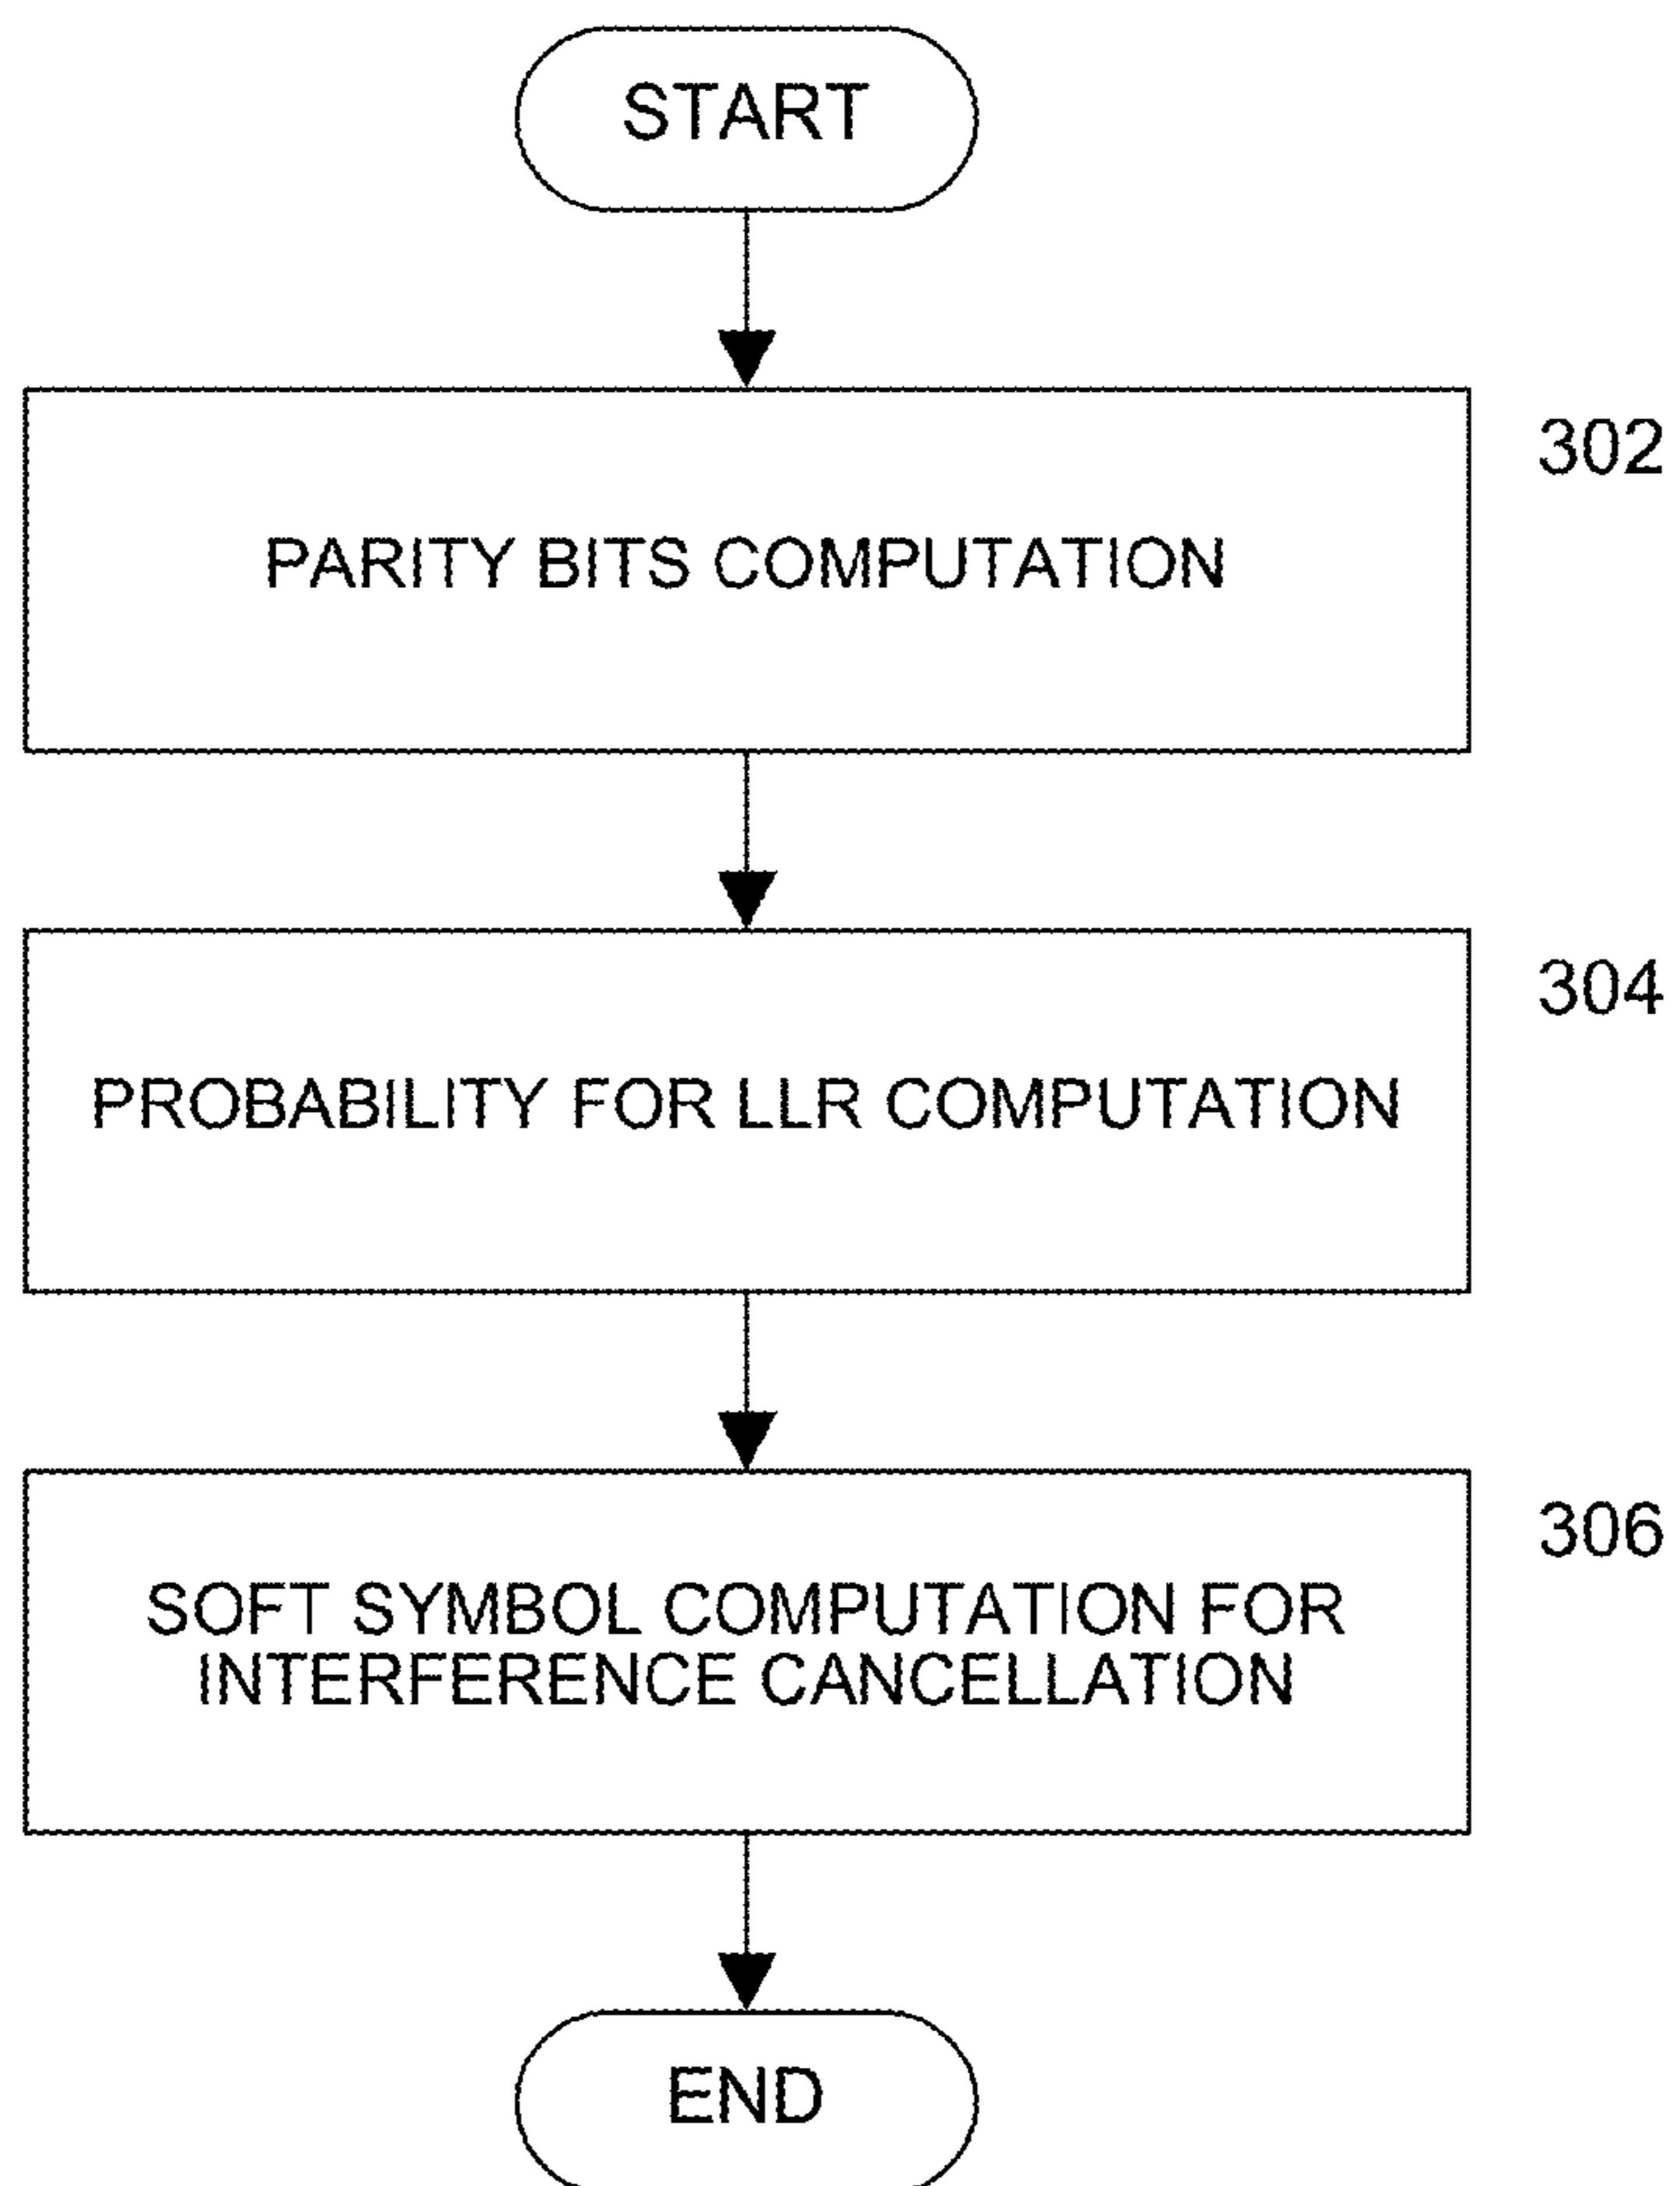 START
302
PARITY BITS COMPUTATION
304
PROBABILITY FOR LLR COMPUTATION
306
SOFT SYMBOL COMPUTATION FOR
INTERFERENCE CANCELLATION
END